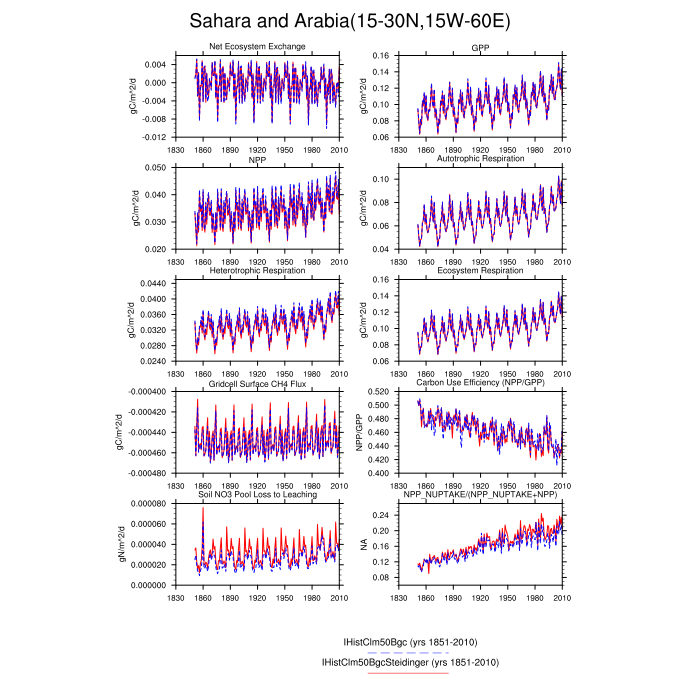 Sahara and Arabia(15-30N,15W-60E)
Net Ecosystem Exchange
gC/m^2/d
0.004
0.000
-0.004
-0.008
-0.012
1830 1860 1890 1920 1950 1980 2010
GPP
gC/m^2/d
0.16
0.14
0.12
0.10
0.08
0.06
1830 1860 1890 1920 1950 1980 2010
NPP
gC/m^2/d
0.050
0.040
0.030
0.020
1830 1860 1890 1920 1950 1980 2010
Autotrophic Respiration
gC/m^2/d
0.10
0.08
0.06
0.04
1830 1860 1890 1920 1950 1980 2010
Heterotrophic Respiration
gC/m^2/d
0.0440
0.0400
0.0360
0.0320
0.0280
0.0240
1830 1860 1890 1920 1950 1980 2010
Ecosystem Respiration
gC/m^2/d
0.16
0.14
0.12
0.10
0.08
0.06
1830 1860 1890 1920 1950 1980 2010
Gridcell Surface CH4 Flux
gC/m^2/d
-0.000400
-0.000420
-0.000440
-0.000460
-0.000480
1830 1860 1890 1920 1950 1980 2010
Carbon Use Efficiency (NPP/GPP)
NPP/GPP
0.520
0.500
0.480
0.460
0.440
0.420
0.400
1830 1860 1890 1920 1950 1980 2010
Soil NO3 Pool Loss to Leaching
gN/m^2/d
0.000080
0.000060
0.000040
0.000020
0.000000
1830 1860 1890 1920 1950 1980 2010
NPP_NUPTAKE/(NPP_NUPTAKE+NPP)
NA
0.24
0.20
0.16
0.12
0.08
1830 1860 1890 1920 1950 1980 2010
IHistClm50Bgc (yrs 1851-2010)
IHistClm50BgcSteidinger (yrs 1851-2010)